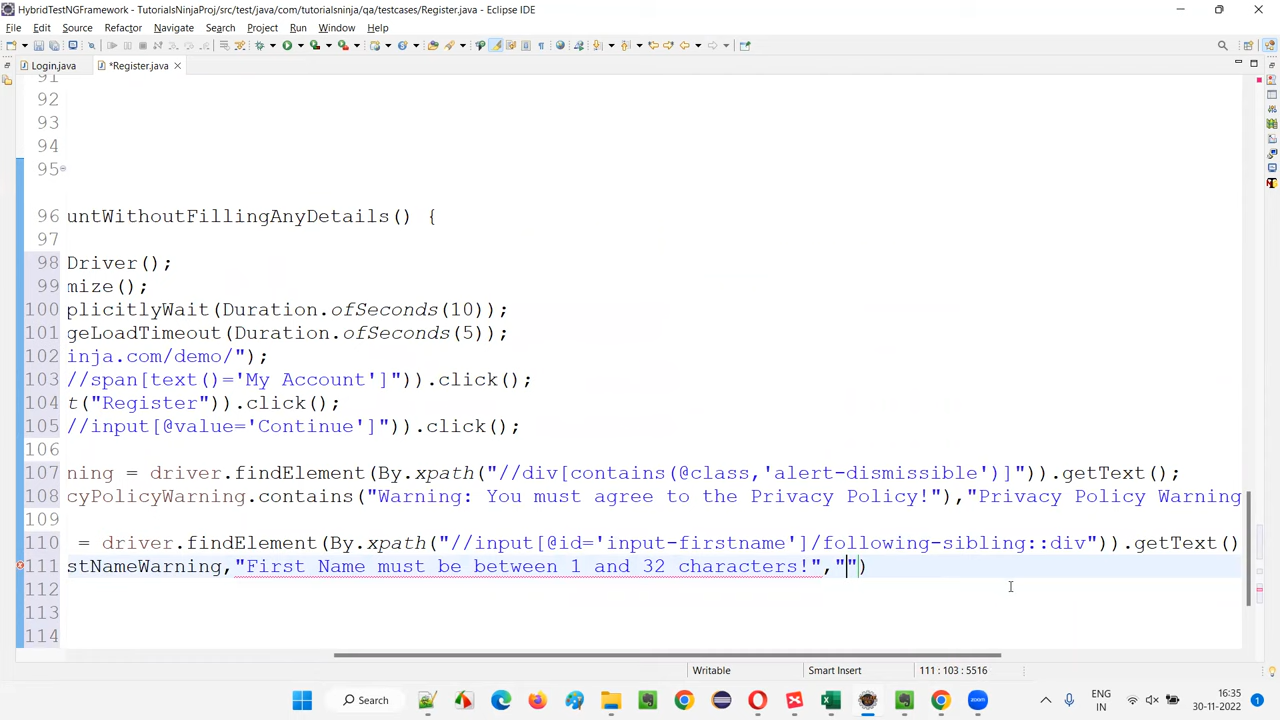 HybridTestNGFramework - TutorialsNinjaProj/src/test/java/com/tutorialsninja/qa/testcases/Register.java - Eclipse IDE
File Edit Source Refactor Navigate Search Project Run Window Help
Login.java *Register.java
91
92
93
94
95
96 untWithoutFillingAnyDetails() {
97
98 Driver();
99 mize();
100 plicitlyWait(Duration.ofSeconds(10));
101 geLoadTimeout(Duration.ofSeconds(5));
102 inja.com/demo/");
103 //span[text()='My Account']")).click();
104 t("Register")).click();
105 //input[@value='Continue']")).click();
106
107 ning = driver.findElement(By.xpath("//div[contains(@class,'alert-dismissible')]")).getText();
108 cyPolicyWarning.contains("Warning: You must agree to the Privacy Policy!"),"Privacy Policy Warning
109
110 = driver.findElement(By.xpath("//input[@id='input-firstname']/following-sibling::div")).getText()
111 stNameWarning,"First Name must be between 1 and 32 characters!","")
112
113
114
Writable Smart Insert 111 : 103 : 5516
Search
zoom
ENG
IN
16:35
30-11-2022
1